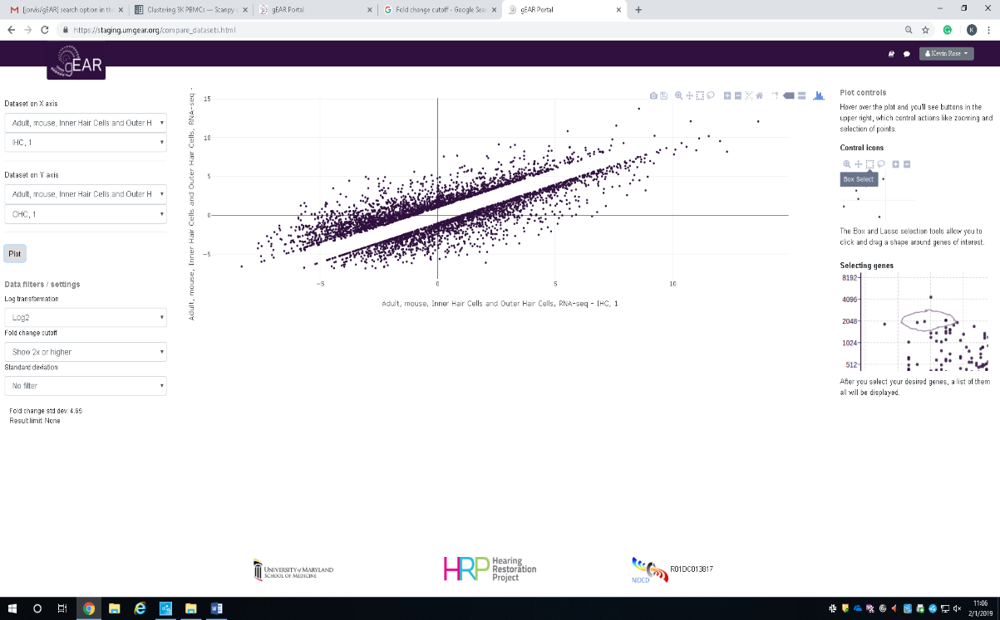 [jorvis/gEAR] search option in th
Clustering 3K PBMCs — Scanpy
gEAR Portal
Fold change cutoff - Google Sea
gEAR Portal
https://staging.umgear.org/compare_datasets.html
gEAR
Kevin Rose
Dataset on X axis
Adult, mouse, Inner Hair Cells and Outer H
IHC, 1
Dataset on Y axis
Adult, mouse, Inner Hair Cells and Outer H
OHC, 1
Plot
Data filters / settings
Log transformation
Log2
Fold change cutoff
Show 2x or higher
Standard deviation
No filter
Fold change std dev: 4.65
Result limit: None
Adult, mouse, Inner Hair Cells and Outer Hair Cells, RNA-seq -
15
10
5
0
−5
−5
0
5
10
Adult, mouse, Inner Hair Cells and Outer Hair Cells, RNA-seq - IHC, 1
Plot controls
Hover over the plot and you'll see buttons in the
upper right, which control actions like zooming and
selection of points.
Control icons
Box Select
The Box and Lasso selection tools allow you to
click and drag a shape around genes of interest.
Selecting genes
8192
4096
2048
1024
512
After you select your desired genes, a list of them
all will be displayed.
UNIVERSITY of MARYLAND
SCHOOL OF MEDICINE
HRP
Hearing
Restoration
Project
NIDCD
R01DC013817
11:06
2/1/2019